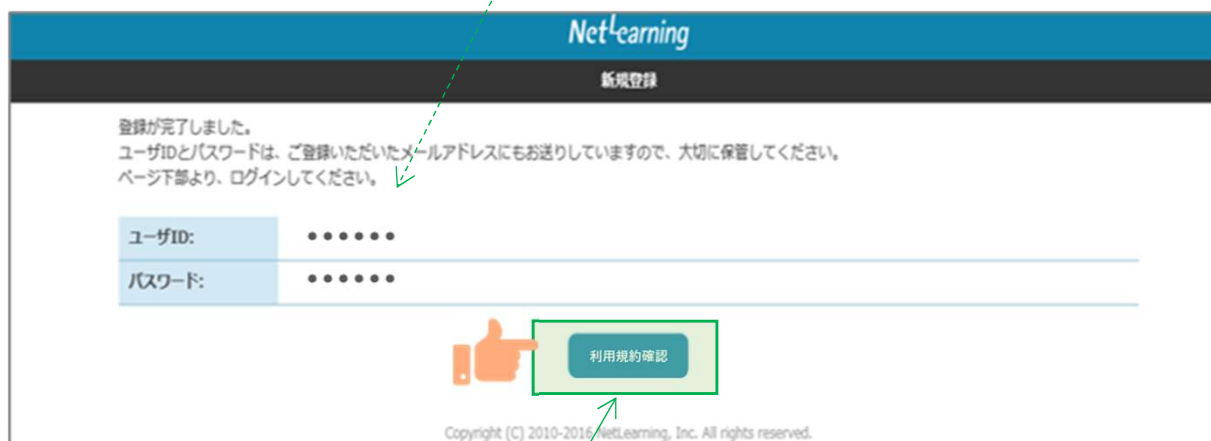 NetLearning
新規登録
登録が完了しました。
ユーザIDとパスワードは、ご登録いただいたメールアドレスにもお送りしていますので、大切に保管してください。
ページ下部より、ログインしてください。
ユーザID: ●●●●●●
パスワード: ●●●●●●
利用規約確認
Copyright (C) 2010-2016 NetLearning, Inc. All rights reserved.